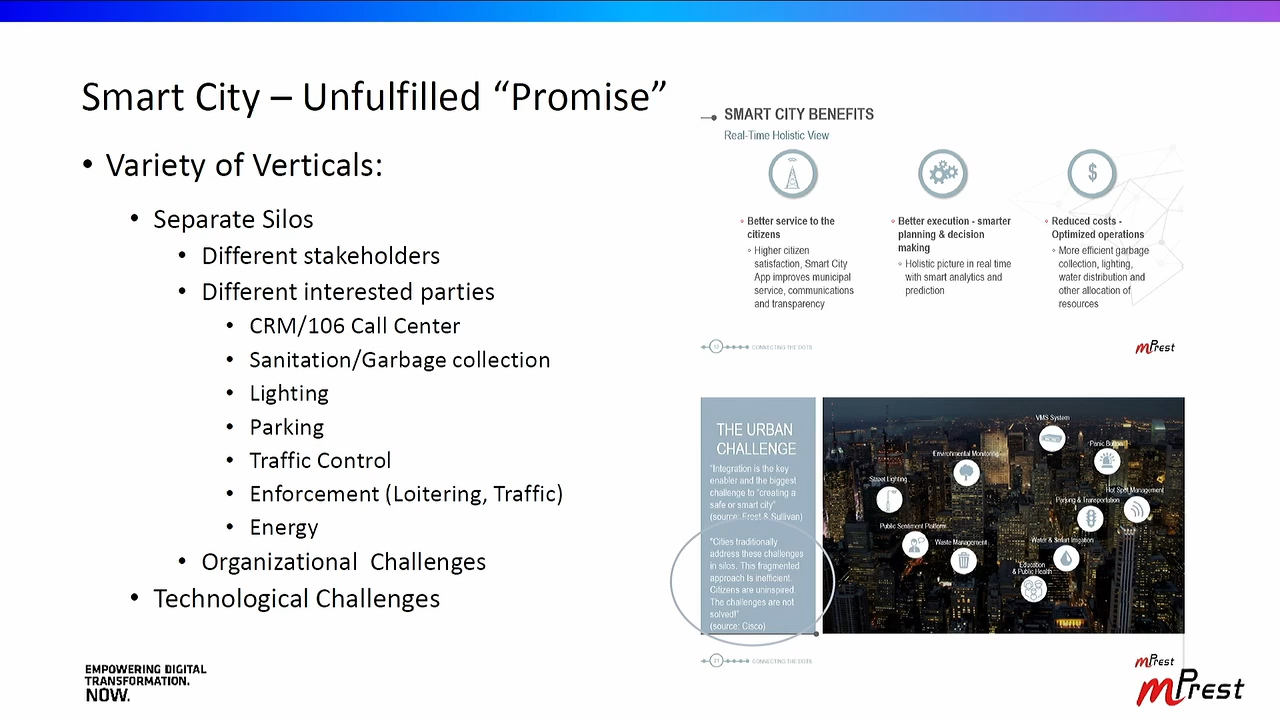 Smart City – Unfulfilled “Promise”
• Variety of Verticals:
• Separate Silos
• Different stakeholders
• Different interested parties
• CRM/106 Call Center
• Sanitation/Garbage collection
• Lighting
• Parking
• Traffic Control
• Enforcement (Loitering, Traffic)
• Energy
• Organizational Challenges
• Technological Challenges
EMPOWERING DIGITAL
TRANSFORMATION.
NOW.
SMART CITY BENEFITS
Real-Time Holistic View
$
Better service to the
citizens
Higher citizen
satisfaction, Smart City
App improves municipal
service, communications
and transparency
Better execution - smarter
planning & decision
making
Holistic picture in real time
with smart analytics and
prediction
Reduced costs -
Optimized operations
More efficient garbage
collection, lighting,
water distribution and
other allocation of
resources
CONNECTING THE DOTS
mPrest
THE URBAN
CHALLENGE
"Integration is the key
enabler and the biggest
challenge to "creating a
safe or smart city"
(source: Frost & Sullivan)
"Cities traditionally
address these challenges
in silos. This fragmented
approach is inefficient.
Citizens are uninspired.
The challenges are not
solved!"
(source: Cisco)
VMS System
Panic Button
Environmental Monitoring
Street Lighting
Hot Spot Management
Parking & Transportation
Public Sentiment Platform
Waste Management
Water & Smart Irrigation
Education
& Public Health
21
CONNECTING THE DOTS
mPrest
mPrest